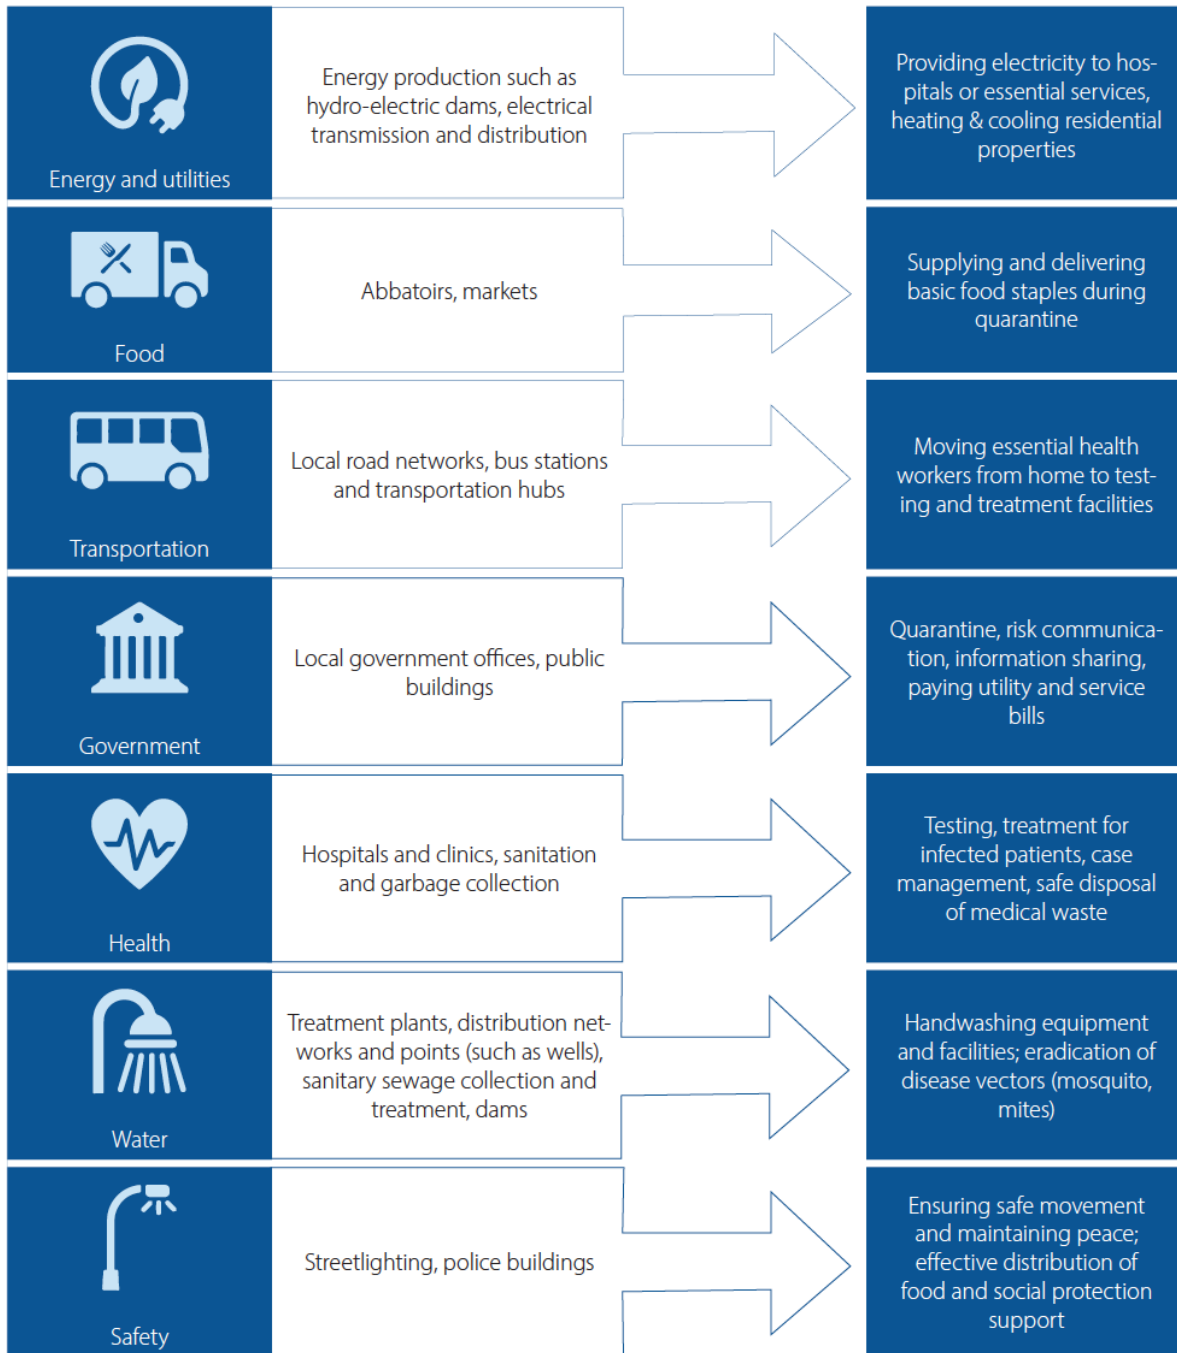 Energy production such as
hydro-electric dams, electrical
transmission and distribution
Providing electricity to hos-
pitals or essential services,
heating & cooling residential
properties
Energy and utilities
Abbatoirs, markets
Supplying and delivering
basic food staples during
quarantine
Food
Local road networks, bus stations
and transportation hubs
Moving essential health
workers from home to test-
ing and treatment facilities
Transportation
Local government offices, public
buildings
Quarantine, risk communica-
tion, information sharing,
paying utility and service
bills
Government
Hospitals and clinics, sanitation
and garbage collection
Testing, treatment for
infected patients, case
management, safe disposal
of medical waste
Health
Treatment plants, distribution net-
works and points (such as wells),
sanitary sewage collection and
treatment, dams
Handwashing equipment
and facilities; eradication of
disease vectors (mosquito,
mites)
Water
Streetlighting, police buildings
Ensuring safe movement
and maintaining peace;
effective distribution of
food and social protection
support
Safety